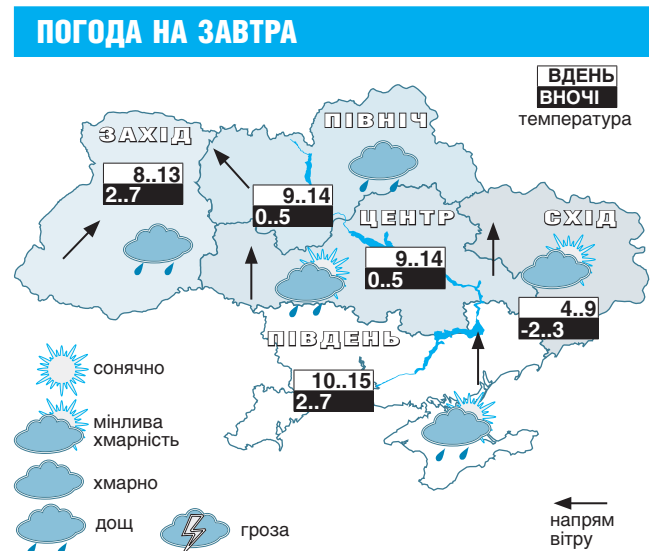 ПОГОДА НА ЗАВТРА
ВДЕНЬ
ВНОЧІ
температура
ПІВНІЧ
ЗАХІД
8..13
2..7
9..14
0..5
ЦЕНТР
СХІД
9..14
0..5
4..9
-2..3
ПІВДЕНЬ
10..15
2..7
сонячно
мінлива
хмарність
хмарно
дощ
гроза
напрям
вітру